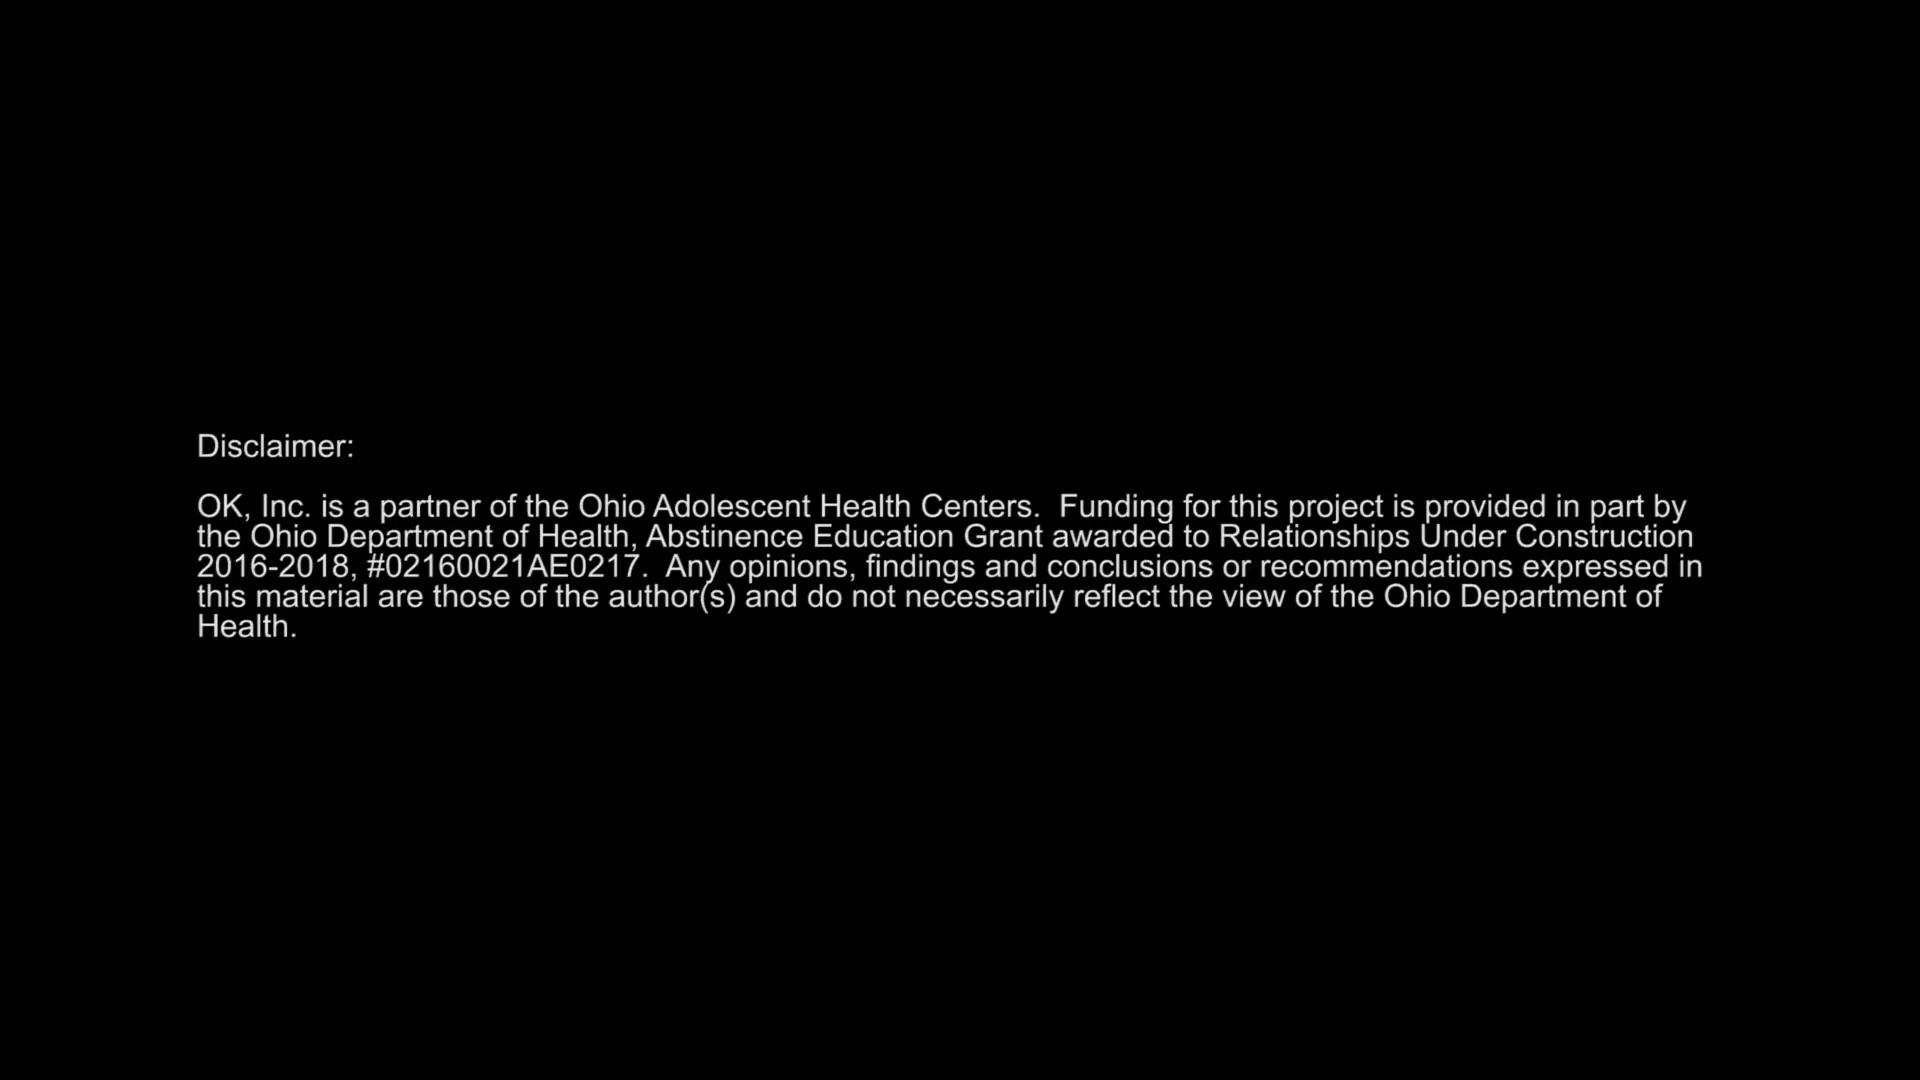 Disclaimer:
OK, Inc. is a partner of the Ohio Adolescent Health Centers.  Funding for this project is provided in part by
the Ohio Department of Health, Abstinence Education Grant awarded to Relationships Under Construction
2016-2018, #02160021AE0217.  Any opinions, findings and conclusions or recommendations expressed in
this material are those of the author(s) and do not necessarily reflect the view of the Ohio Department of
Health.